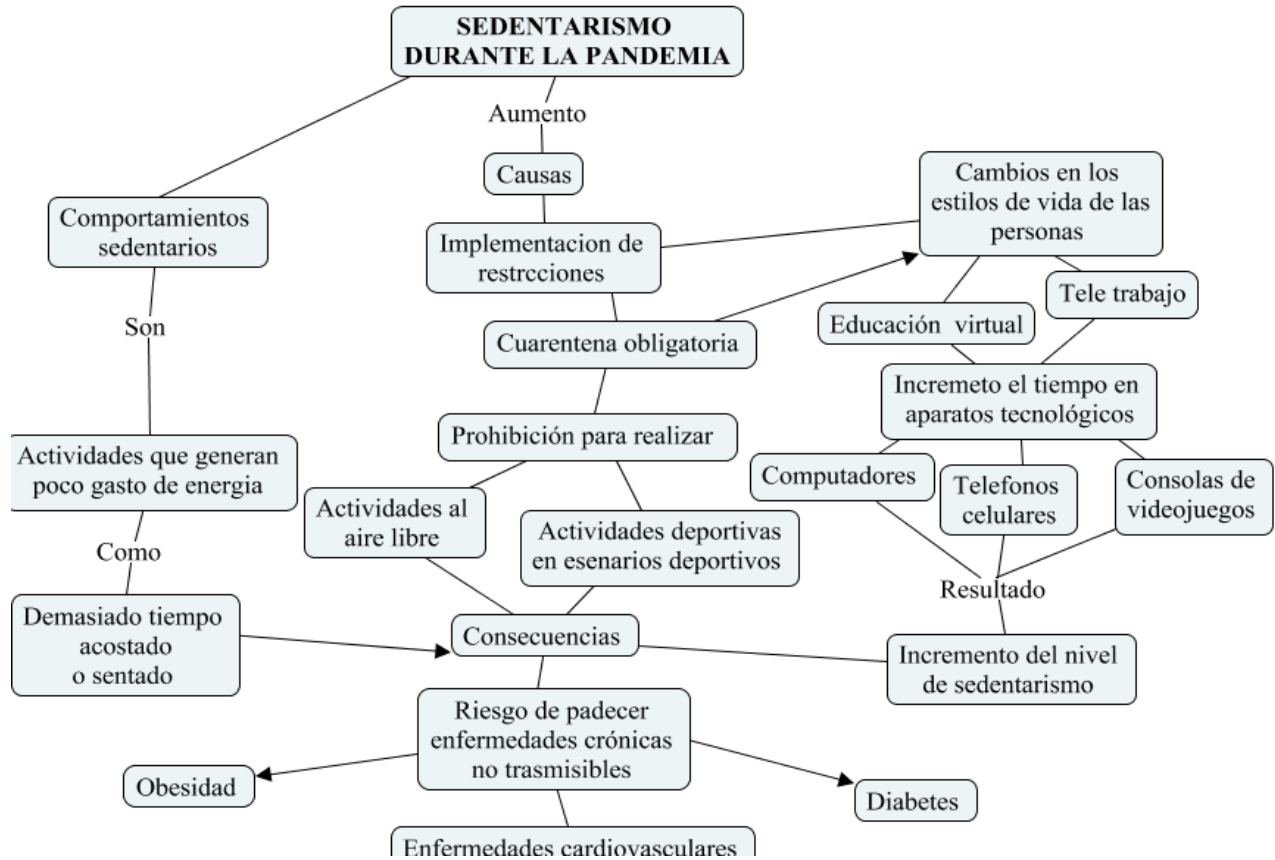 SEDENTARISMO
DURANTE LA PANDEMIA
Aumento
Causas
Comportamientos
sedentarios
Implementacion de
restrcciones
Cambios en los
estilos de vida de las
personas
Tele trabajo
Educación virtual
Son
Cuarentena obligatoria
Incremeto el tiempo en
aparatos tecnológicos
Prohibición para realizar
Actividades que generan
poco gasto de energia
Computadores
Telefonos
celulares
Consolas de
videojuegos
Actividades al
aire libre
Actividades deportivas
en esenarios deportivos
Como
Resultado
Demasiado tiempo
acostado
o sentado
Consecuencias
Incremento del nivel
de sedentarismo
Riesgo de padecer
enfermedades crónicas
no trasmisibles
Obesidad
Diabetes
Enfermedades cardiovasculares